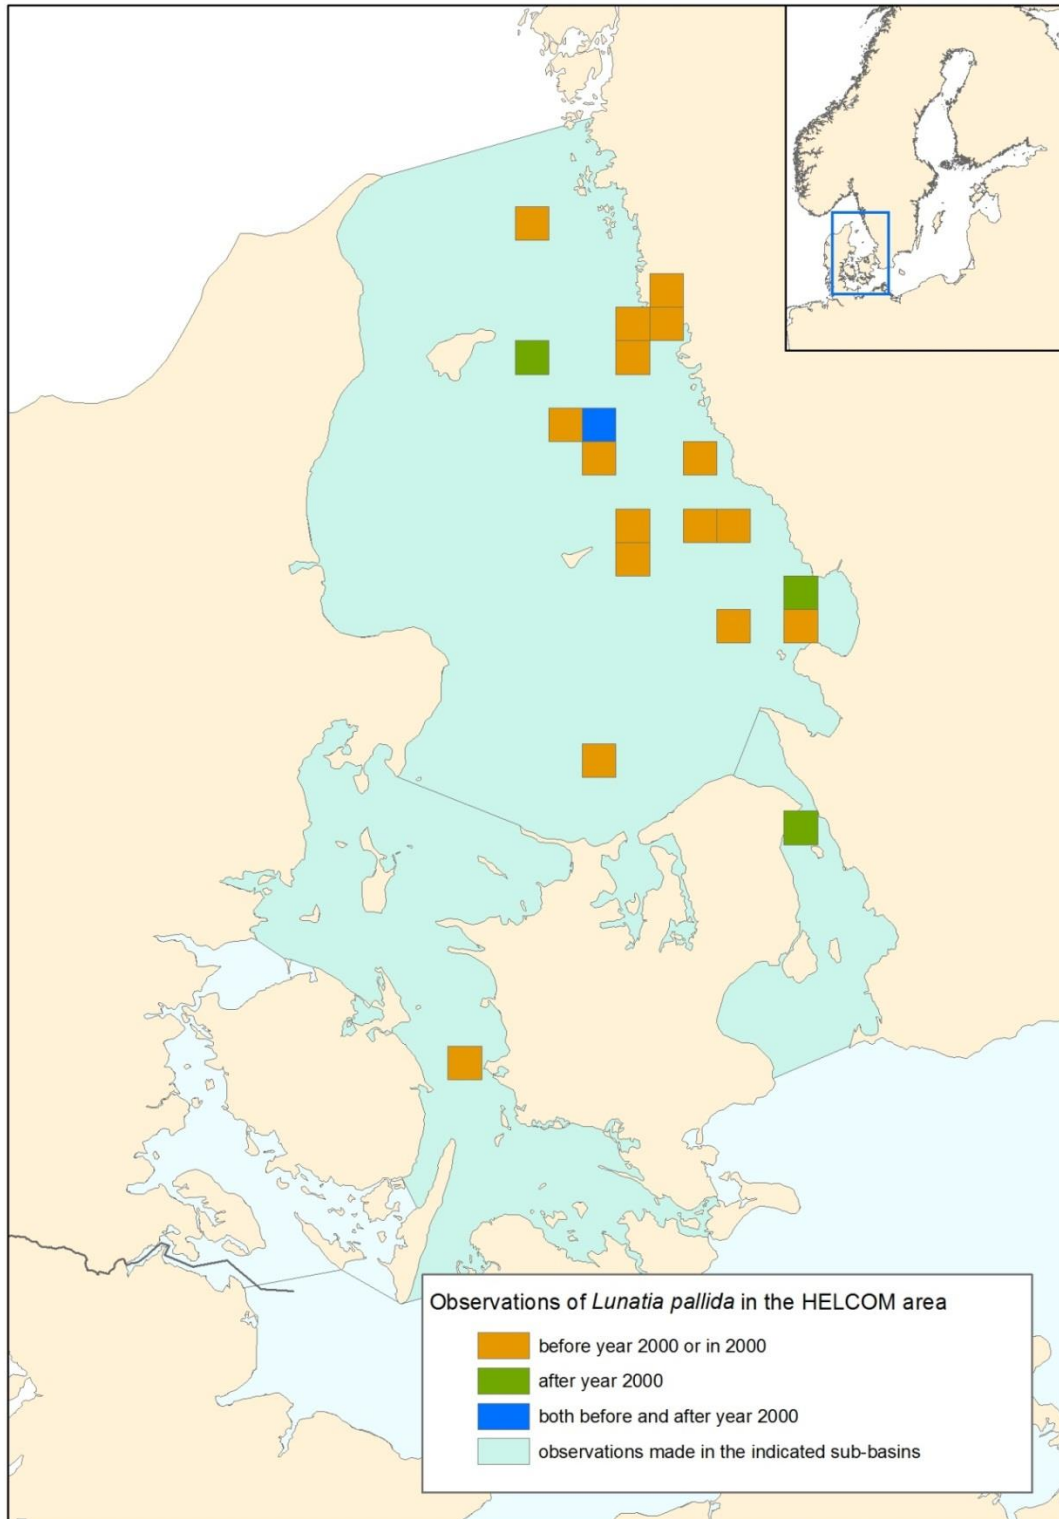 Observations of Lunatia pallida in the HELCOM area
before year 2000 or in 2000
after year 2000
both before and after year 2000
observations made in the indicated sub-basins